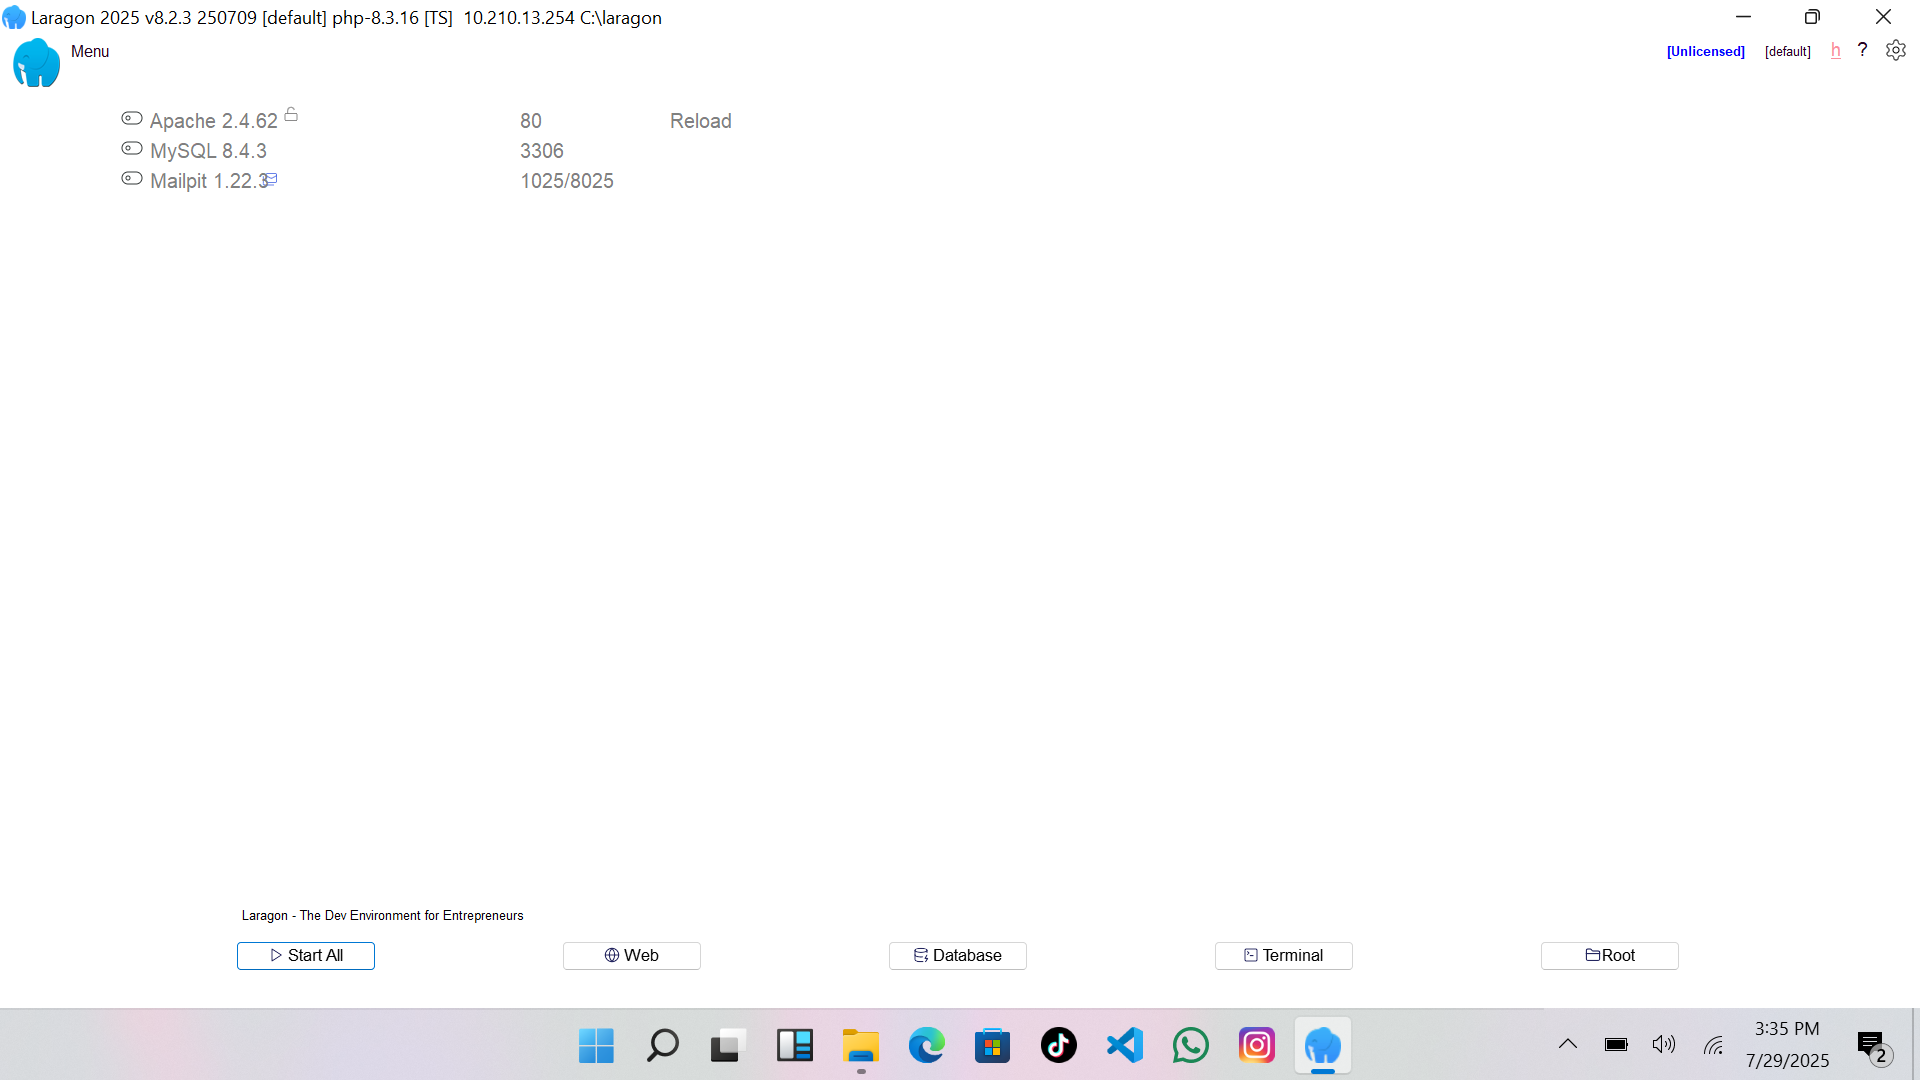 Laragon 2025 v8.2.3 250709 [default] php-8.3.16 [TS]  10.210.13.254 C:\laragon
Menu
[Unlicensed] [default] h ?
Apache 2.4.62 80 Reload
MySQL 8.4.3 3306
Mailpit 1.22.3 1025/8025
Laragon - The Dev Environment for Entrepreneurs
Start All Web Database Terminal Root
3:35 PM
7/29/2025
2